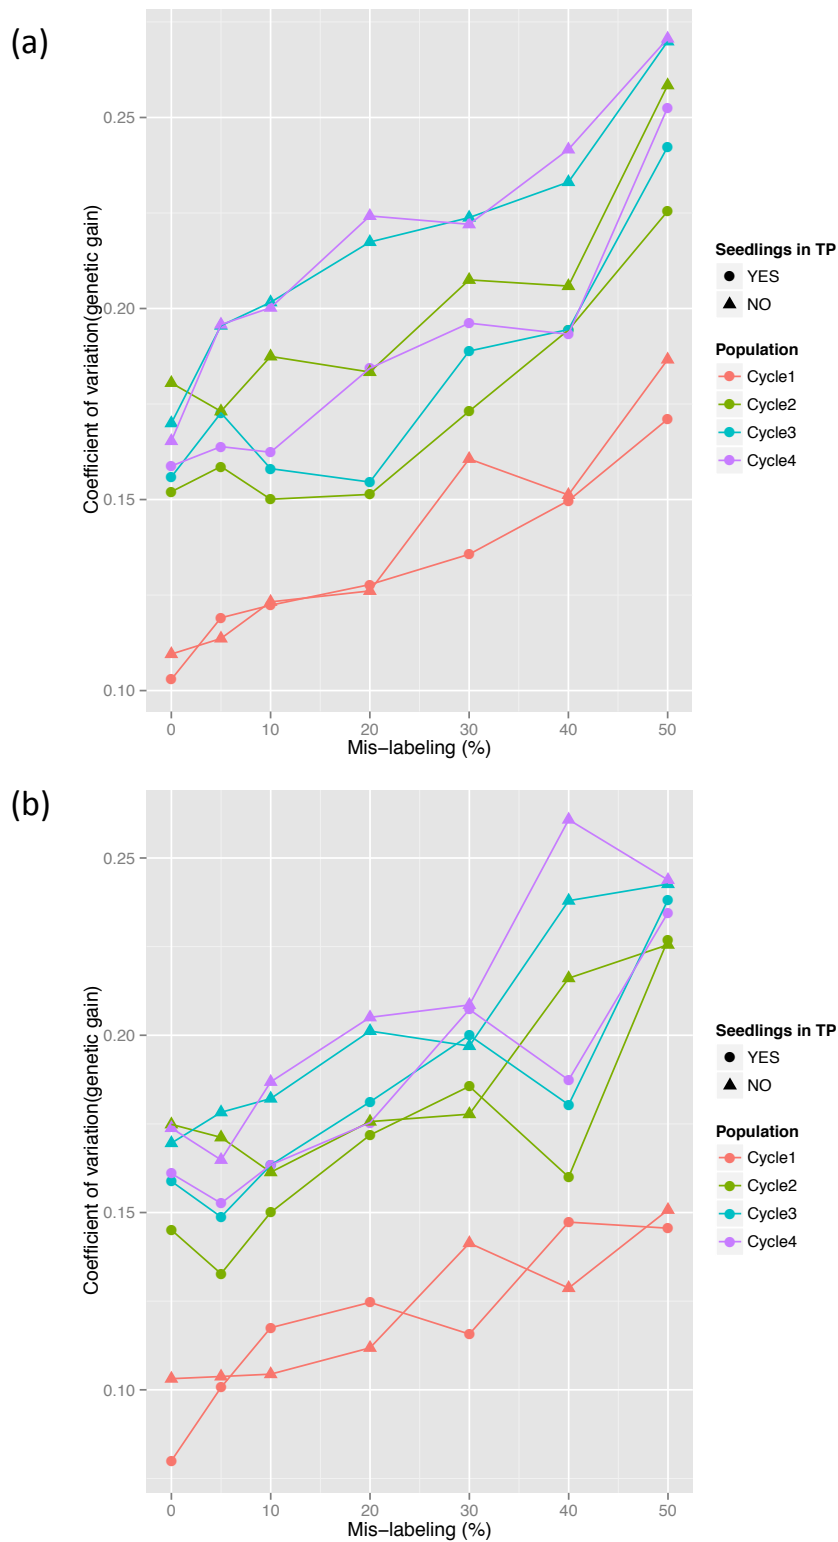 (a)
Coefficient of variation(genetic gain)
0.25
0.20
0.15
0.10
0 10 20 30 40 50
Mis-labeling (%)
Seedlings in TP
YES
NO
Population
Cycle1
Cycle2
Cycle3
Cycle4
(b)
Coefficient of variation(genetic gain)
0.25
0.20
0.15
0.10
0 10 20 30 40 50
Mis-labeling (%)
Seedlings in TP
YES
NO
Population
Cycle1
Cycle2
Cycle3
Cycle4